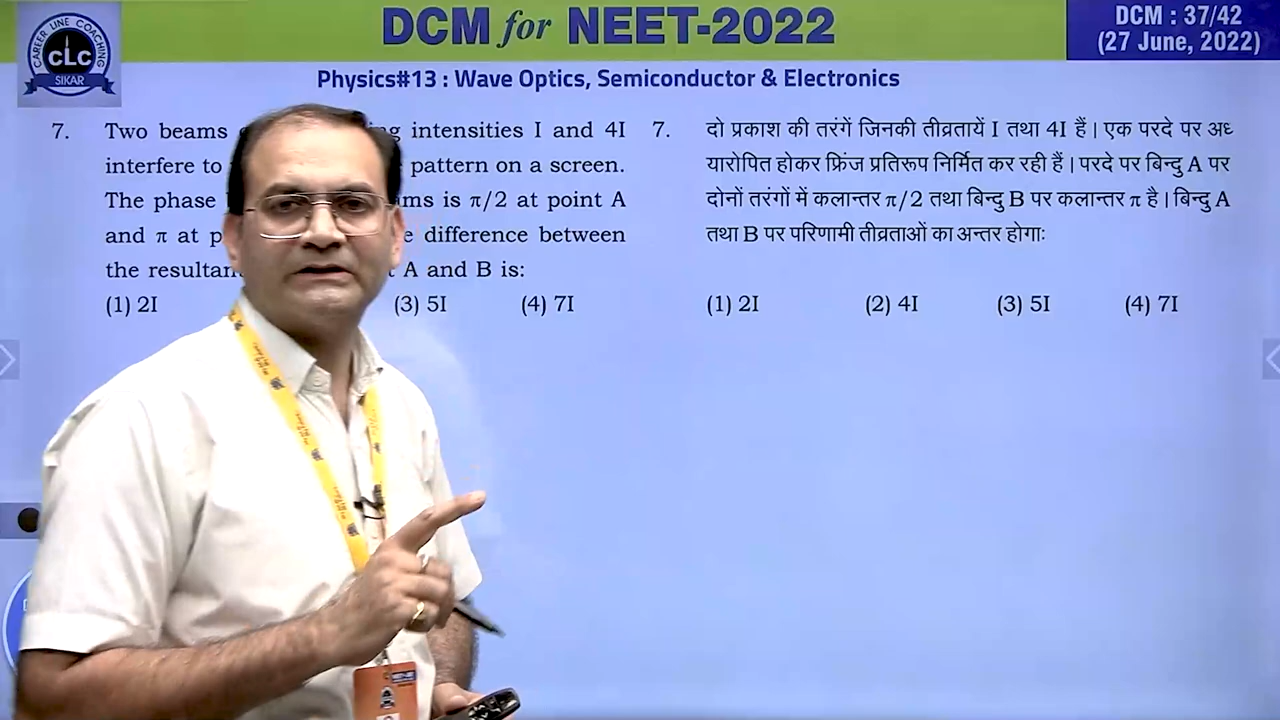 DCM for NEET-2022
DCM : 37/42
(27 June, 2022)
CAREER LINE COACHING
CLC
SIKAR
Physics#13 : Wave Optics, Semiconductor & Electronics
7. Two beams intensities I and 4I
interfere to pattern on a screen.
The phase is π/2 at point A
and π at difference between
the A and B is:
(1) 2I (3) 5I (4) 7I
7. दो प्रकाश की तरंगें जिनकी तीव्रतायें I तथा 4I हैं। एक परदे पर अध्
यारोपित होकर फ्रिंज प्रतिरूप निर्मित कर रही हैं। परदे पर बिन्दु A पर
दोनों तरंगों में कलान्तर π/2 तथा बिन्दु B पर कलान्तर π है। बिन्दु A
तथा B पर परिणामी तीव्रताओं का अन्तर होगाः
(1) 2I (2) 4I (3) 5I (4) 7I